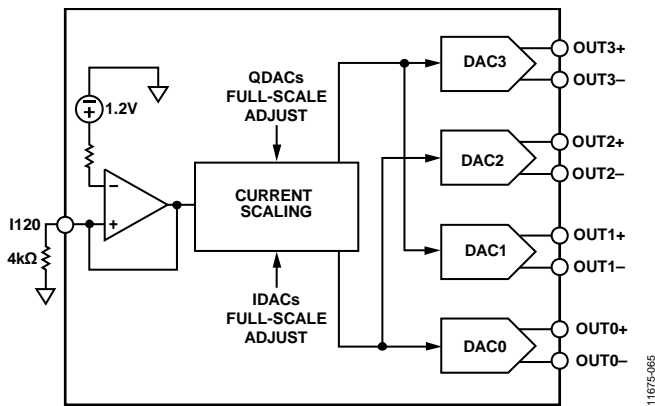 1.2V
QDACs
FULL-SCALE
ADJUST
DAC3
OUT3+
OUT3–
DAC2
OUT2+
OUT2–
–
+
CURRENT
SCALING
I120
4kΩ
DAC1
OUT1+
OUT1–
IDACs
FULL-SCALE
ADJUST
DAC0
OUT0+
OUT0–
11675-065